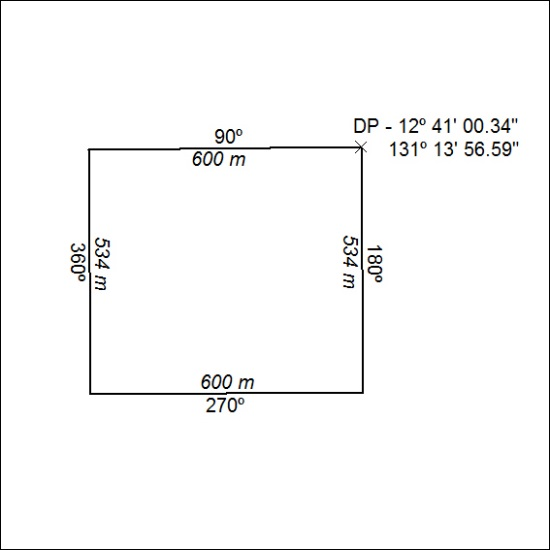 DP - 12º 41' 00.34"
131º 13' 56.59"
90º
600 m
360º
534 m
534 m
180º
600 m
270º